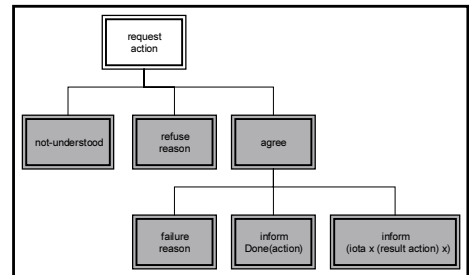 request
action
not-understood
refuse
reason
agree
failure
reason
inform
Done(action)
inform
(iota x (result action) x)